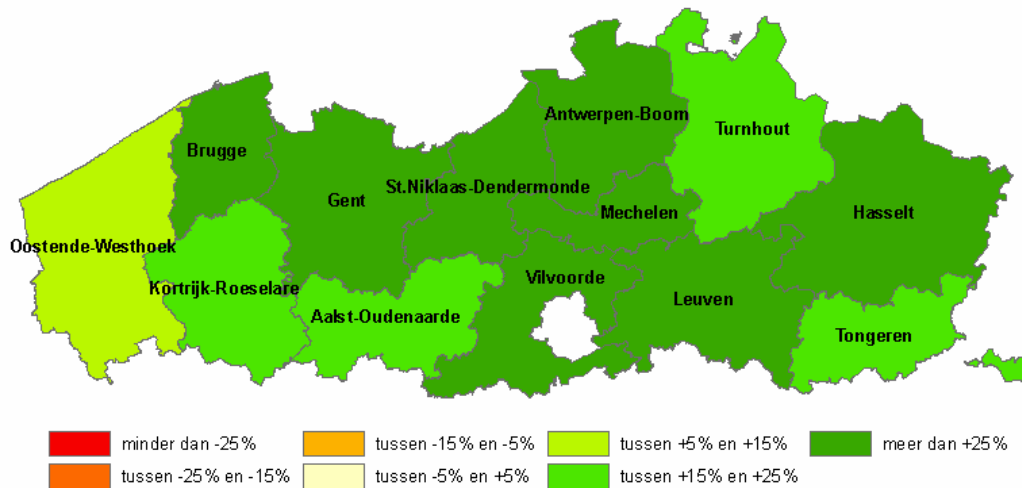 Antwerpen-Boom
Turnhout
Brugge
St.Niklaas-Dendermonde
Gent
Mechelen
Hasselt
Oostende-Westhoek
Vilvoorde
Kortrijk-Roeselare
Leuven
Aalst-Oudenaarde
Tongeren
minder dan -25%
tussen -15% en -5%
tussen +5% en +15%
meer dan +25%
tussen -25% en -15%
tussen -5% en +5%
tussen +15% en +25%